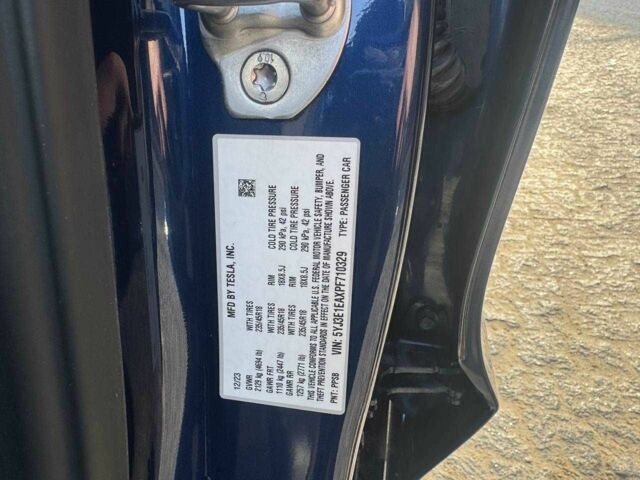 10.9
C
MFD BY TESLA, INC.
12/23
GVWR
2129 kg (4694 lb)
GAWR FRT WITH TIRES RIM COLD TIRE PRESSURE
1110 kg (2447 lb) 235/45R18 18X8.5J 290 kPa, 42 psi
GAWR RR WITH TIRES RIM COLD TIRE PRESSURE
1257 kg (2771 lb) 235/45R18 18X8.5J 290 kPa, 42 psi
THIS VEHICLE CONFORMS TO ALL APPLICABLE U.S. FEDERAL MOTOR VEHICLE SAFETY, BUMPER, AND
THEFT PREVENTION STANDARDS IN EFFECT ON THE DATE OF MANUFACTURE SHOWN ABOVE.
VIN: 5YJ3E1EAXPF710329 TYPE: PASSENGER CAR
PNT: PPSB